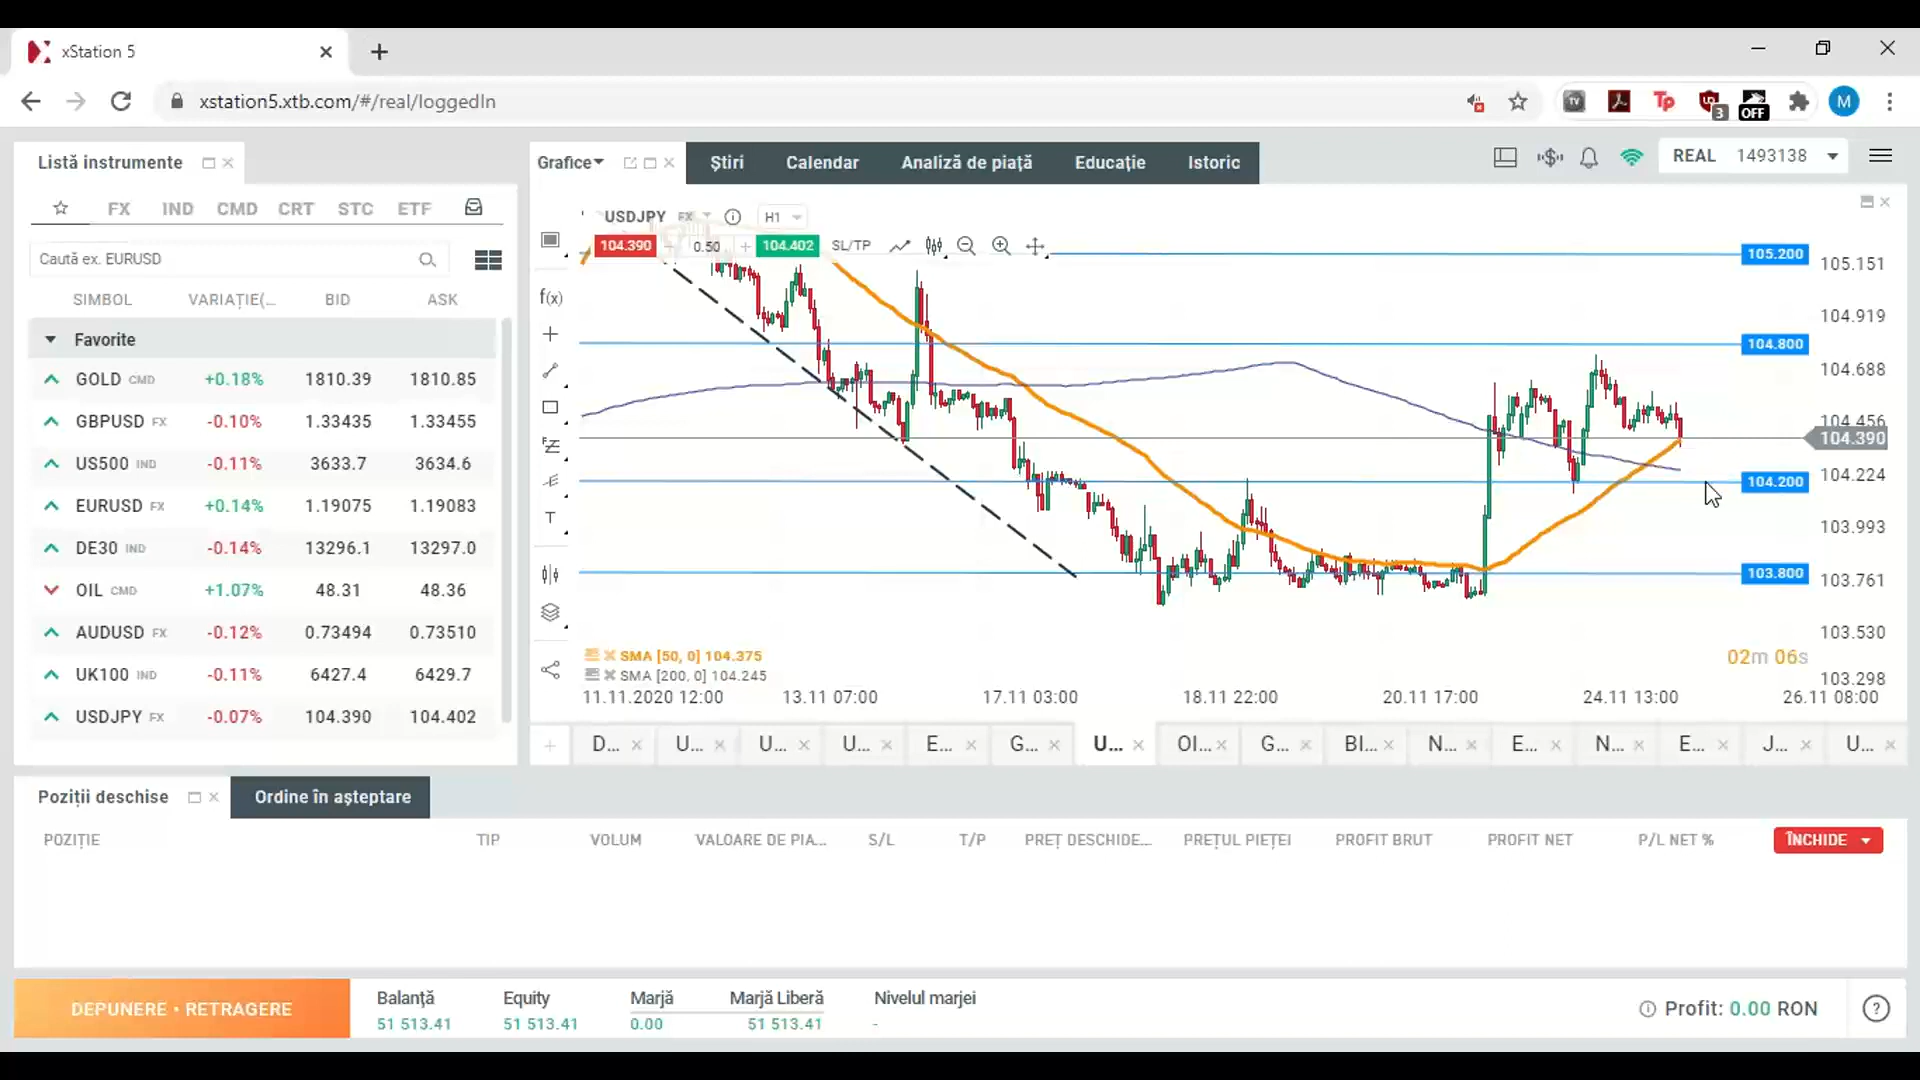 xStation 5
xstation5.xtb.com/#/real/loggedIn
3
OFF
M
Listă instrumente
Grafice
Știri
Calendar
Analiză de piață
Educație
Istoric
REAL 1493138
FX IND CMD CRT STC ETF
Caută ex. EURUSD
SIMBOL VARIAȚIE(... BID ASK
Favorite
GOLD CMD +0.18% 1810.39 1810.85
GBPUSD FX -0.10% 1.33435 1.33455
US500 IND -0.11% 3633.7 3634.6
EURUSD FX +0.14% 1.19075 1.19083
DE30 IND -0.14% 13296.1 13297.0
OIL CMD +1.07% 48.31 48.36
AUDUSD FX -0.12% 0.73494 0.73510
UK100 IND -0.11% 6427.4 6429.7
USDJPY FX -0.07% 104.390 104.402
USDJPY FX H1
104.390 0.50 + 104.402 SL/TP
f(x)
T
105.200
104.800
104.200
103.800
105.151
104.919
104.688
104.456
104.390
104.224
103.993
103.761
103.530
103.298
02m 06s
SMA [50, 0] 104.375
SMA [200, 0] 104.245
11.11.2020 12:00 13.11 07:00 17.11 03:00 18.11 22:00 20.11 17:00 24.11 13:00 26.11 08:00
D... U... U... U... E... G... U... OI... G... BI... N... E... N... E... J... U...
Poziții deschise
Ordine în așteptare
POZIȚIE TIP VOLUM VALOARE DE PIA... S/L T/P PREȚ DESCHIDE... PREȚUL PIEȚEI PROFIT BRUT PROFIT NET P/L NET % ÎNCHIDE
DEPUNERE • RETRAGERE
Balanță Equity Marjă Marjă Liberă Nivelul marjei
51 513.41 51 513.41 0.00 51 513.41 -
Profit: 0.00 RON
?